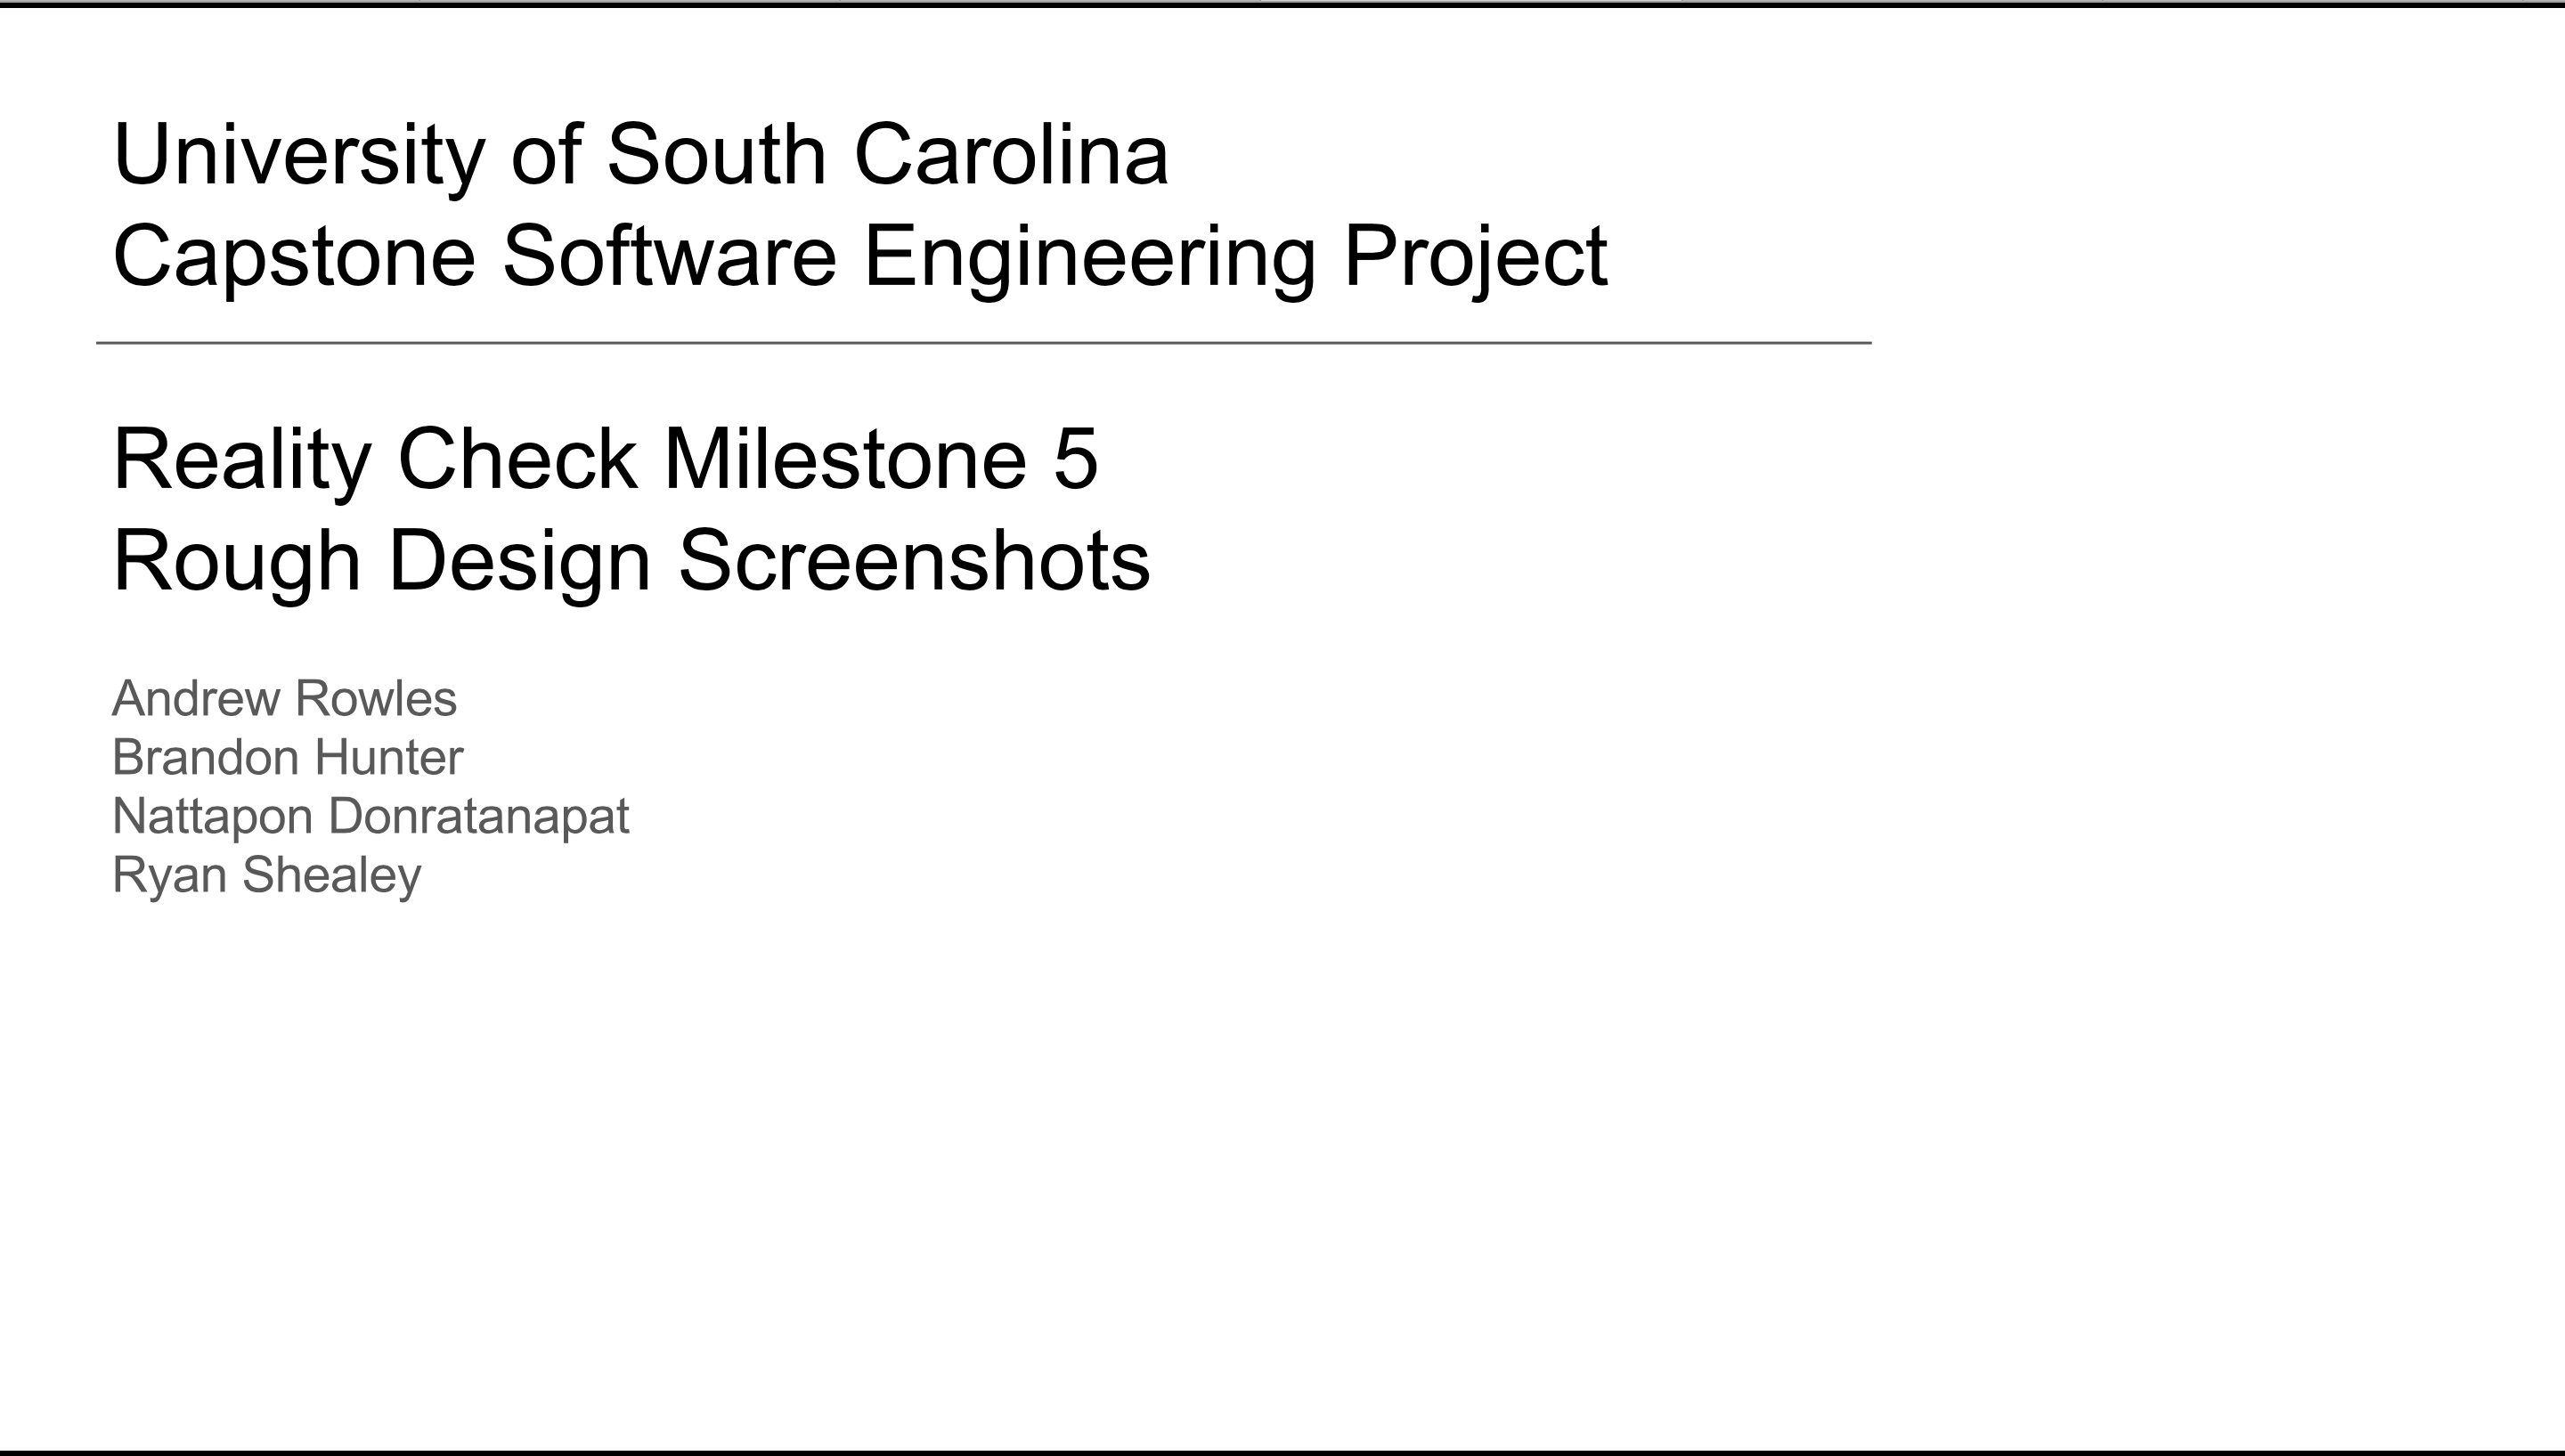 University of South Carolina
Capstone Software Engineering Project
Reality Check Milestone 5
Rough Design Screenshots
Andrew Rowles
Brandon Hunter
Nattapon Donratanapat
Ryan Shealey